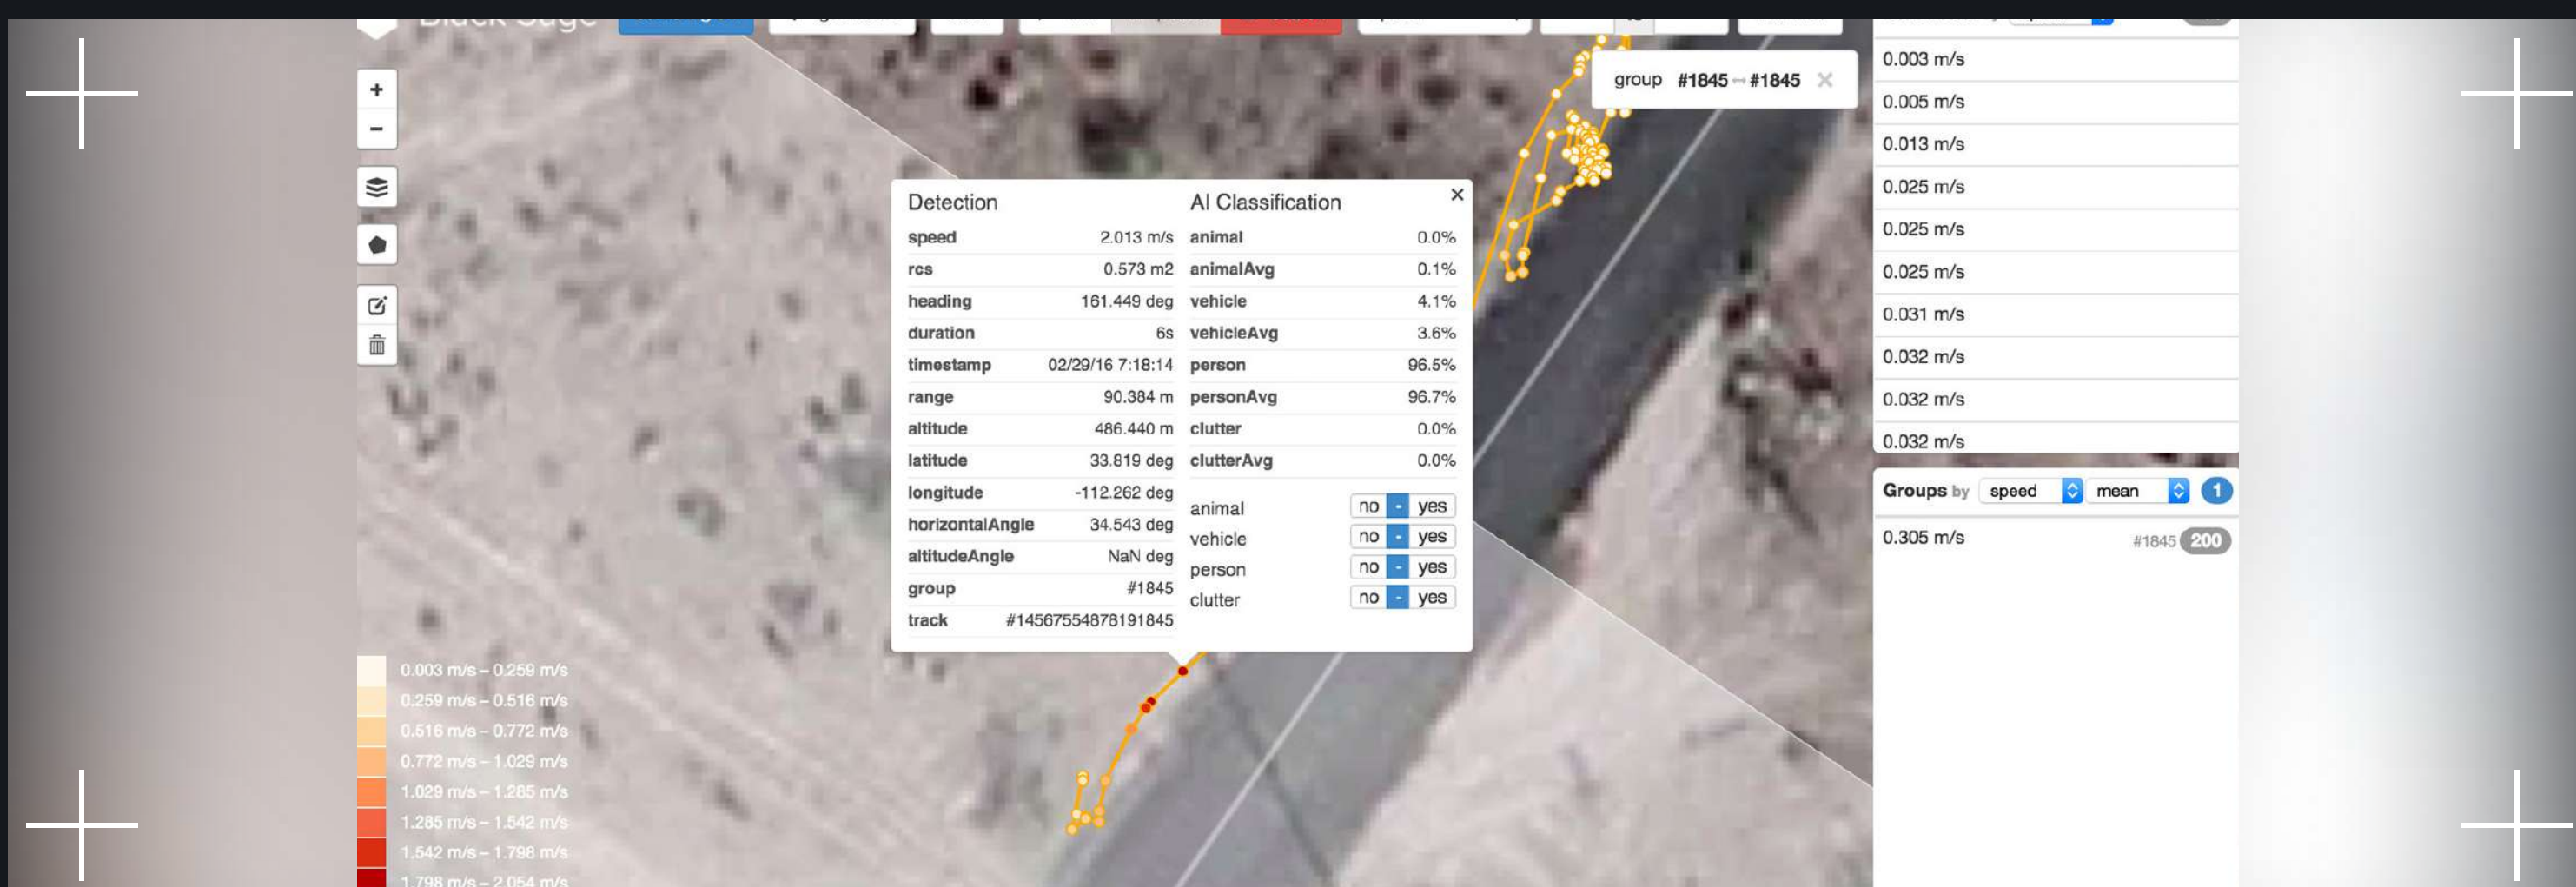 Black Sage
group #1845 ↔ #1845 ×
+
−
Detection
speed 2.013 m/s
rcs 0.573 m2
heading 161.449 deg
duration 6s
timestamp 02/29/16 7:18:14
range 90.384 m
altitude 486.440 m
latitude 33.819 deg
longitude -112.262 deg
horizontalAngle 34.543 deg
altitudeAngle NaN deg
group #1845
track #14567554878191845
AI Classification ×
animal 0.0%
animalAvg 0.1%
vehicle 4.1%
vehicleAvg 3.6%
person 96.5%
personAvg 96.7%
clutter 0.0%
clutterAvg 0.0%
animal no - yes
vehicle no - yes
person no - yes
clutter no - yes
0.003 m/s – 0.259 m/s
0.259 m/s – 0.516 m/s
0.516 m/s – 0.772 m/s
0.772 m/s – 1.029 m/s
1.029 m/s – 1.285 m/s
1.285 m/s – 1.542 m/s
1.542 m/s – 1.798 m/s
1.798 m/s – 2.054 m/s
0.003 m/s
0.005 m/s
0.013 m/s
0.025 m/s
0.025 m/s
0.025 m/s
0.031 m/s
0.032 m/s
0.032 m/s
0.032 m/s
Groups by speed mean 1
0.305 m/s #1845 200